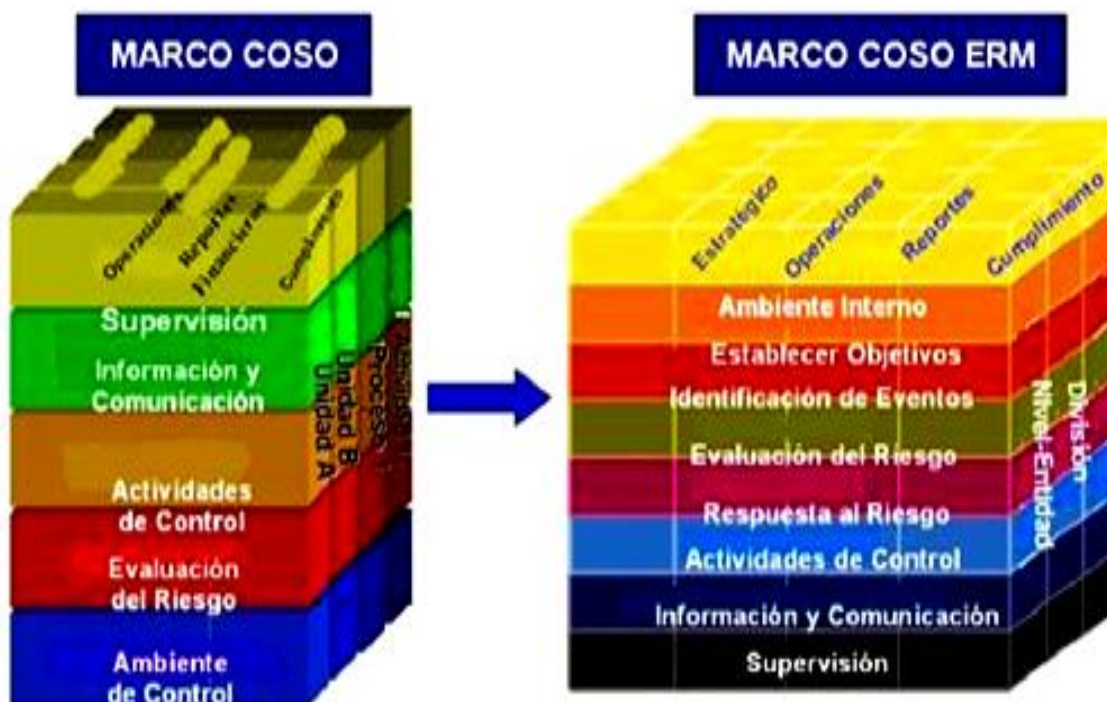 MARCO COSO
Operaciones
Reportes
Financieros
Cumplimiento
Supervisión
Información y
Comunicación
Actividades
de Control
Evaluación
del Riesgo
Ambiente
de Control
Unidad A
Unidad B
MARCO COSO ERM
Estratégico
Operaciones
Reportes
Cumplimiento
Ambiente Interno
Establecer Objetivos
Identificación de Eventos
Evaluación del Riesgo
Respuesta al Riesgo
Actividades de Control
Información y Comunicación
Supervisión
Nivel-Entidad
División